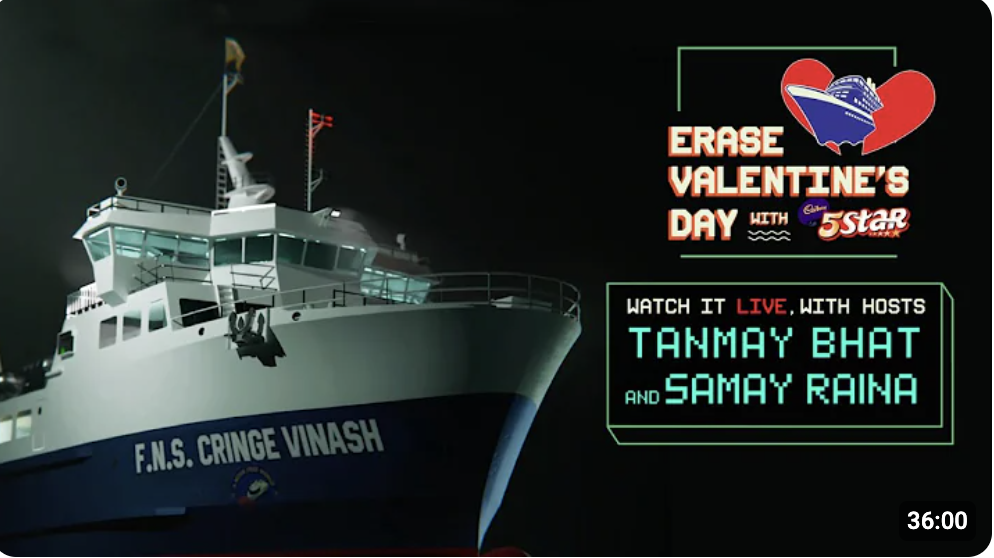 ERASE
VALENTINE'S
DAY WITH Cadbury 5Star
WATCH IT LIVE, WITH HOSTS
TANMAY BHAT
AND SAMAY RAINA
F.N.S. CRINGE VINASH
36:00